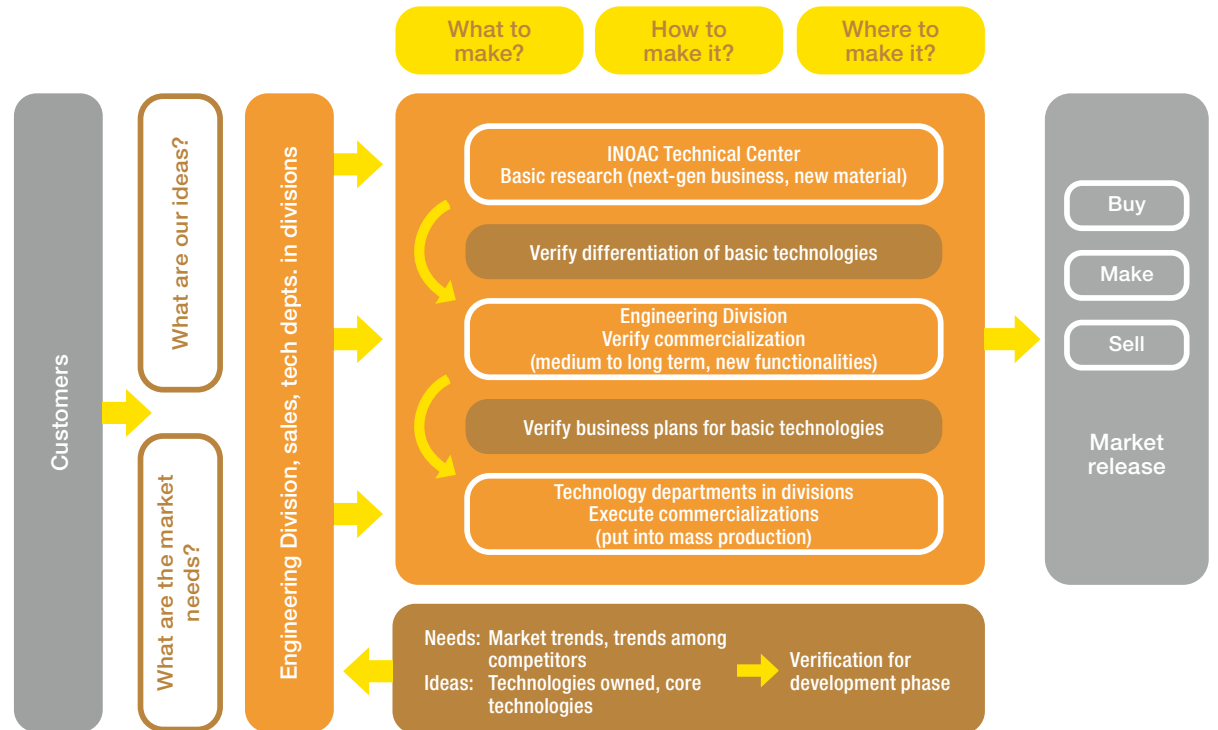 What to
make?
How to
make it?
Where to
make it?
Customers
What are our ideas?
What are the market
needs?
Engineering Division, sales, tech depts. in divisions
INOAC Technical Center
Basic research (next-gen business, new material)
Verify differentiation of basic technologies
Engineering Division
Verify commercialization
(medium to long term, new functionalities)
Verify business plans for basic technologies
Technology departments in divisions
Execute commercializations
(put into mass production)
Needs: Market trends, trends among
competitors
Ideas: Technologies owned, core
technologies
Verification for
development phase
Buy
Make
Sell
Market
release